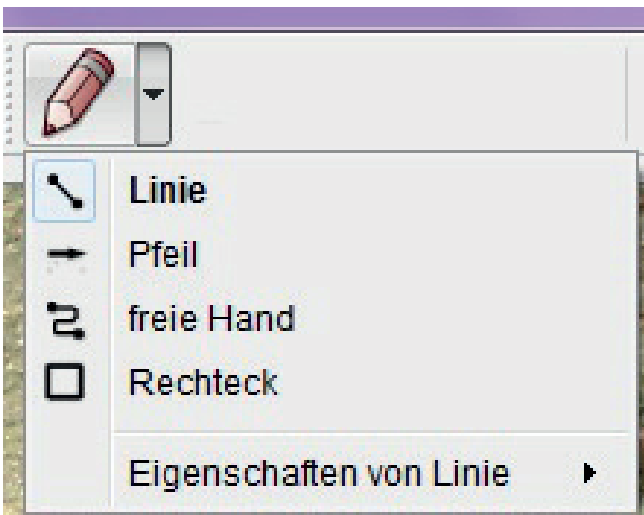 Linie
Pfeil
freie Hand
Rechteck
Eigenschaften von Linie